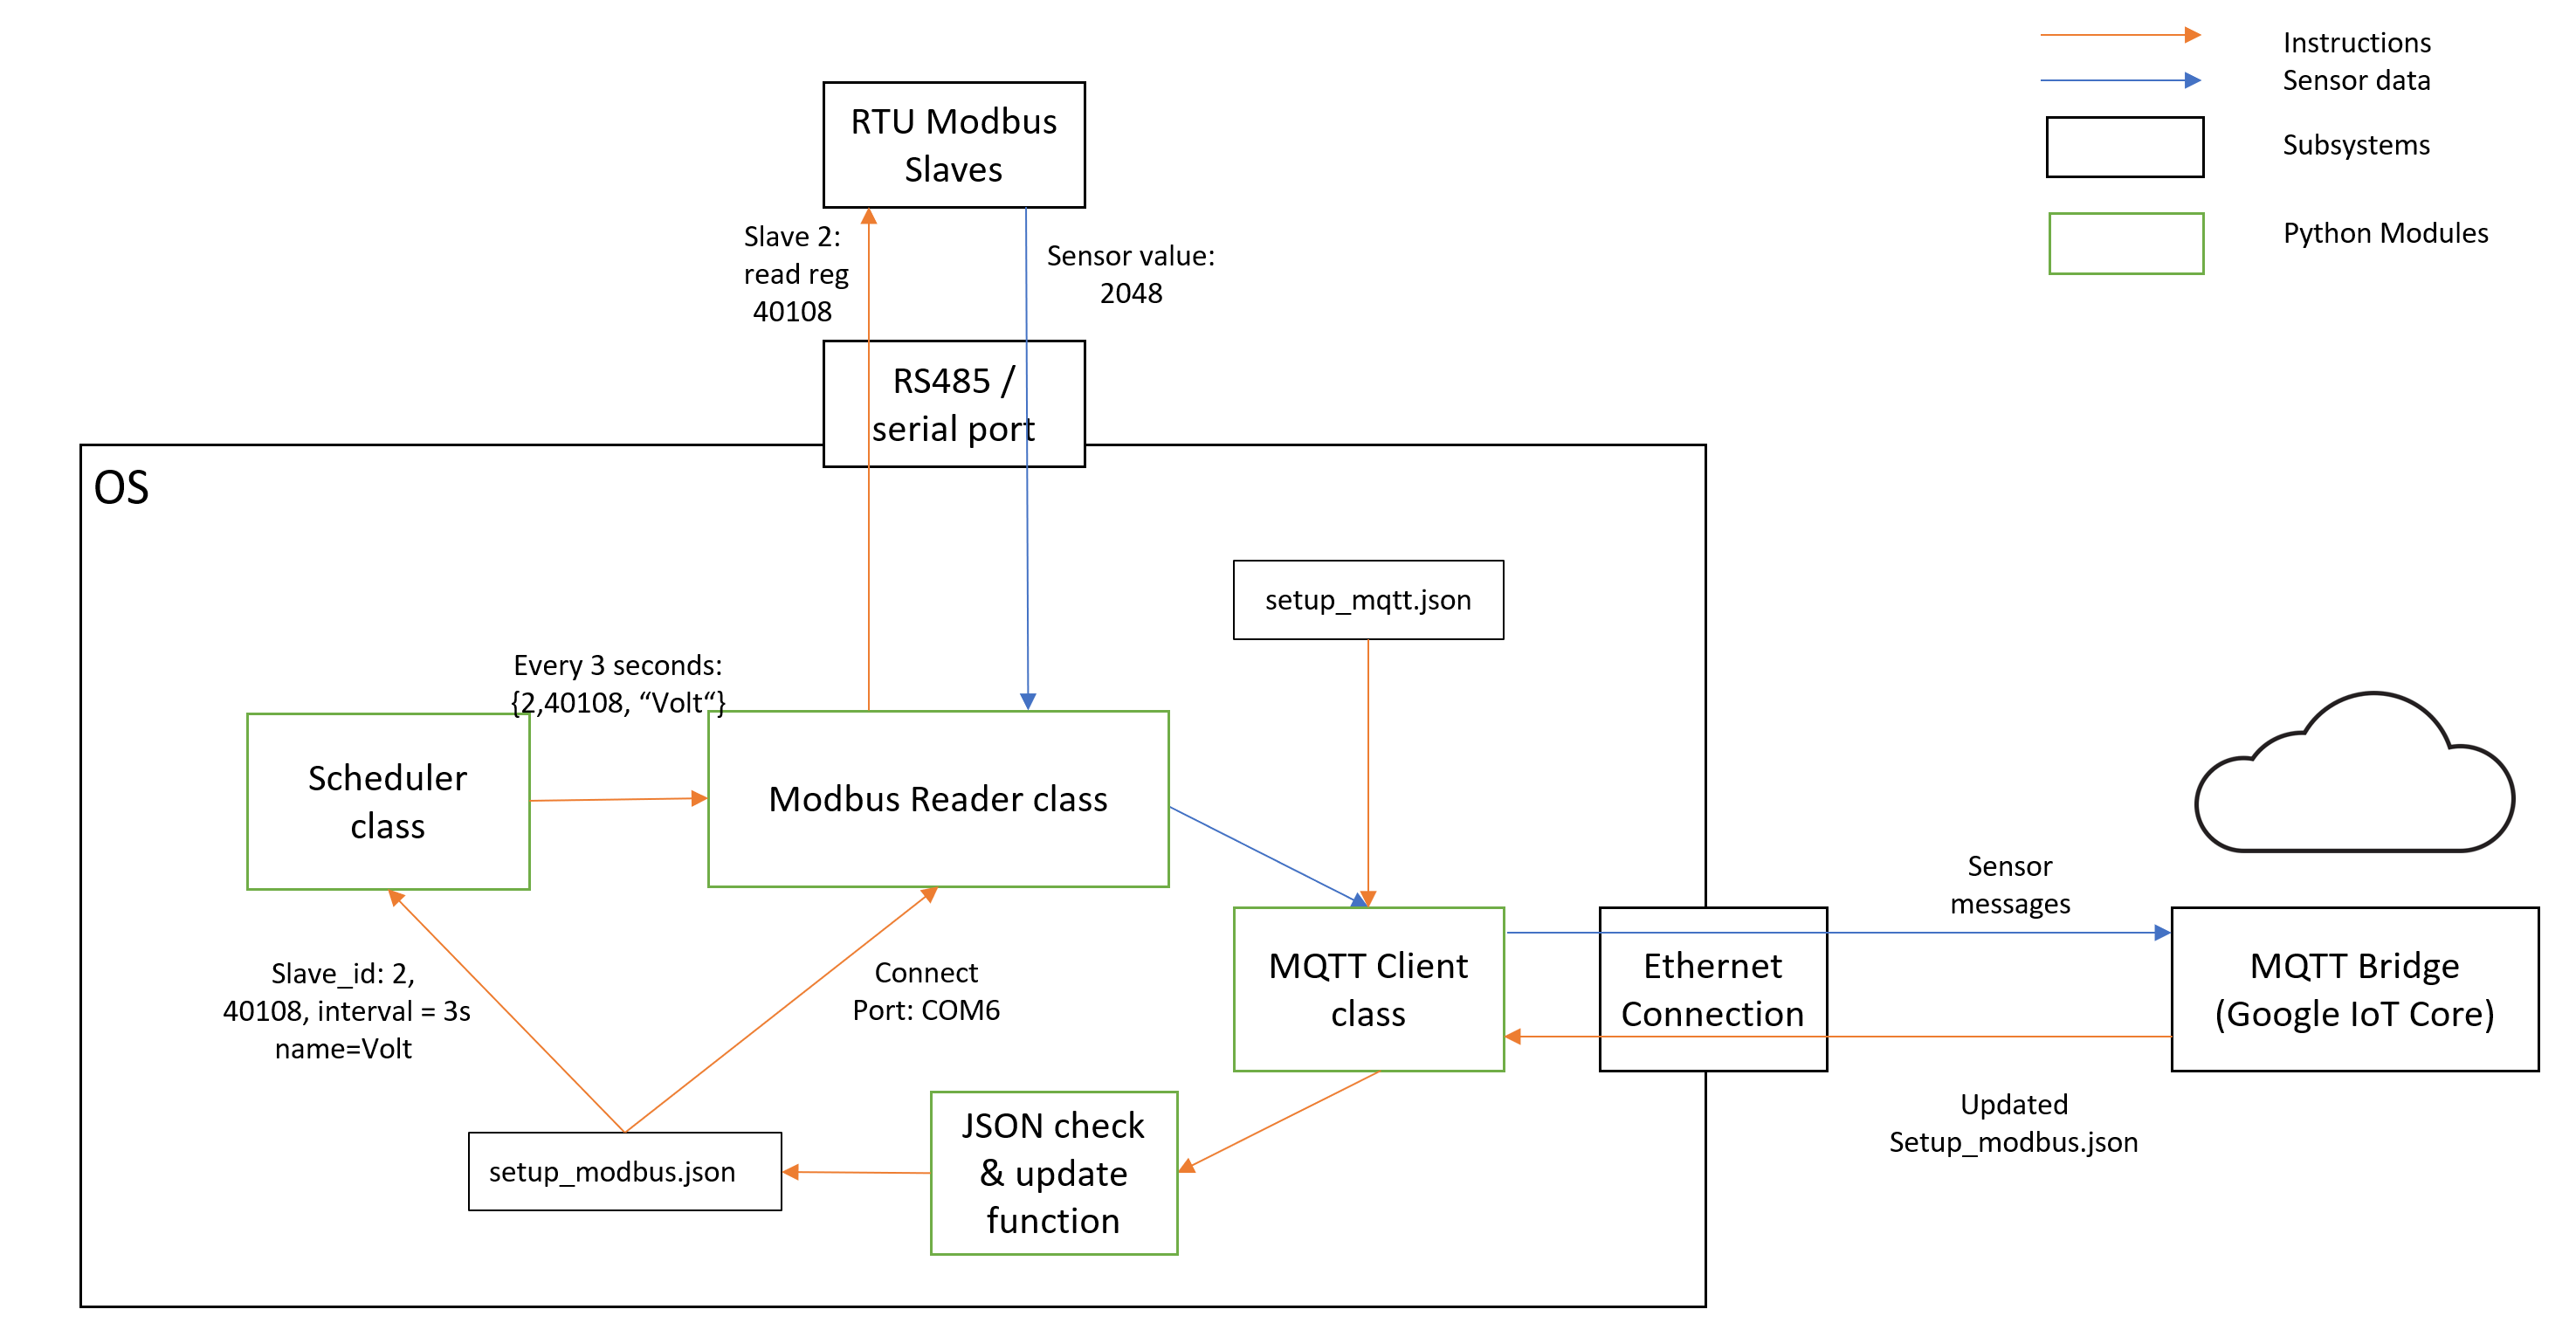 Instructions
Sensor data
Subsystems
Python Modules
RTU Modbus
Slaves
Slave 2:
read reg
40108
Sensor value:
2048
RS485 /
serial port
OS
setup_mqtt.json
Every 3 seconds:
{2,40108, “Volt“}
Scheduler
class
Modbus Reader class
Sensor
messages
MQTT Client
class
Ethernet
Connection
MQTT Bridge
(Google IoT Core)
Slave_id: 2,
40108, interval = 3s
name=Volt
Connect
Port: COM6
Updated
Setup_modbus.json
JSON check
& update
function
setup_modbus.json